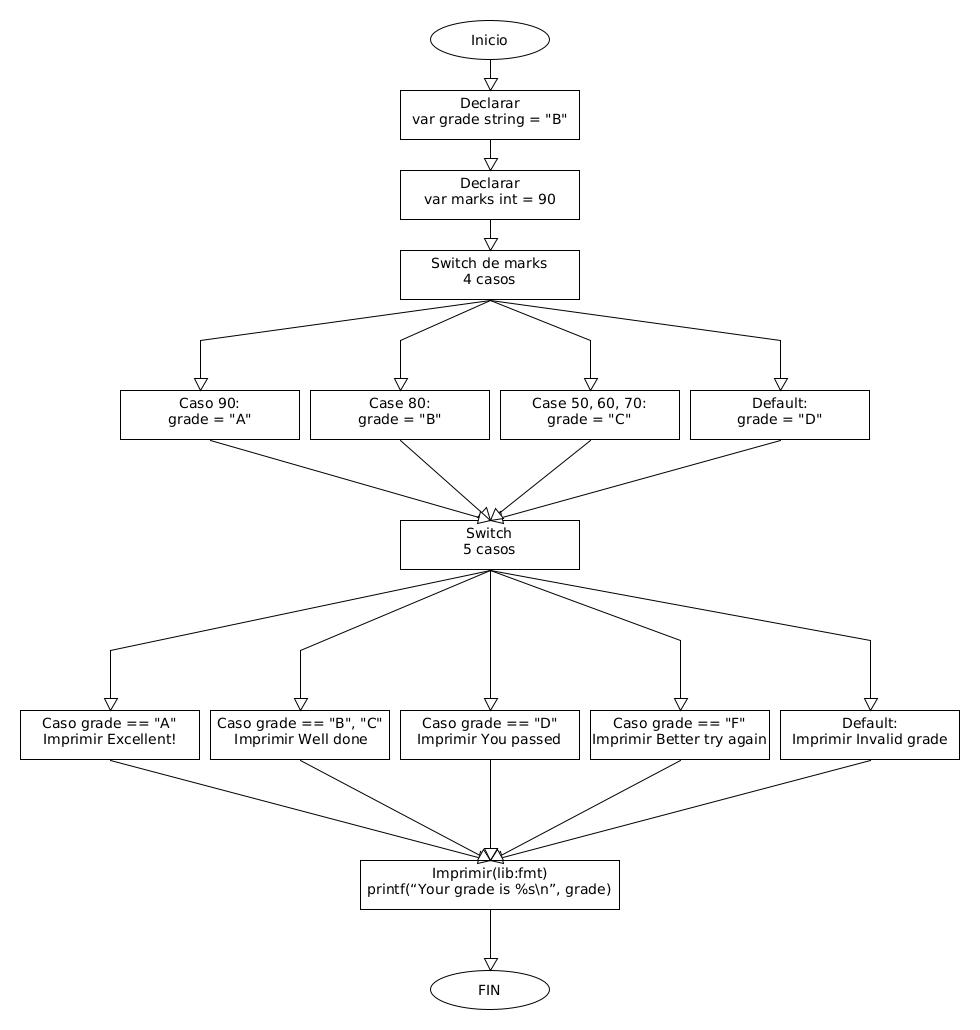 Inicio
Declarar
var grade string = "B"
Declarar
var marks int = 90
Switch de marks
4 casos
Caso 90:
grade = "A"
Case 80:
grade = "B"
Case 50, 60, 70:
grade = "C"
Default:
grade = "D"
Switch
5 casos
Caso grade == "A"
Imprimir Excellent!
Caso grade == "B", "C"
Imprimir Well done
Caso grade == "D"
Imprimir You passed
Caso grade == "F"
Imprimir Better try again
Default:
Imprimir Invalid grade
Imprimir(lib:fmt)
printf(“Your grade is %s\n”, grade)
FIN